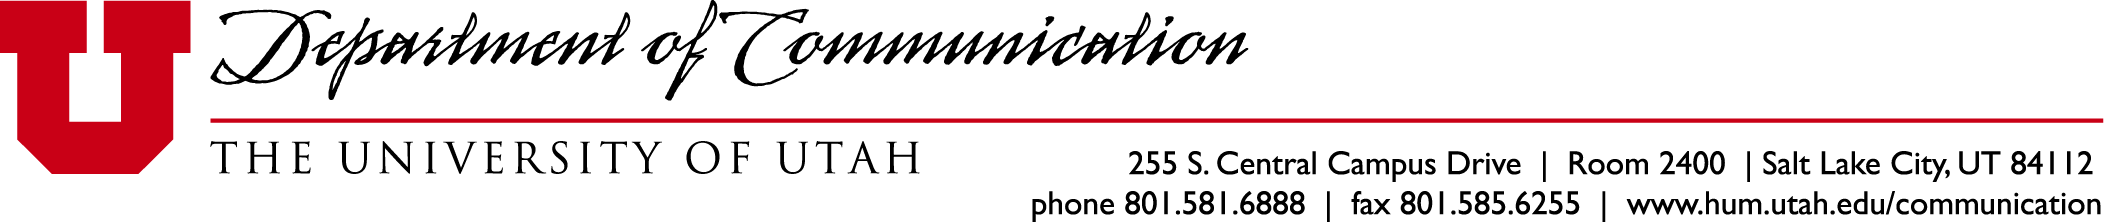 U
Department of Communication
THE UNIVERSITY OF UTAH
255 S. Central Campus Drive | Room 2400 | Salt Lake City, UT 84112
phone 801.581.6888 | fax 801.585.6255 | www.hum.utah.edu/communication